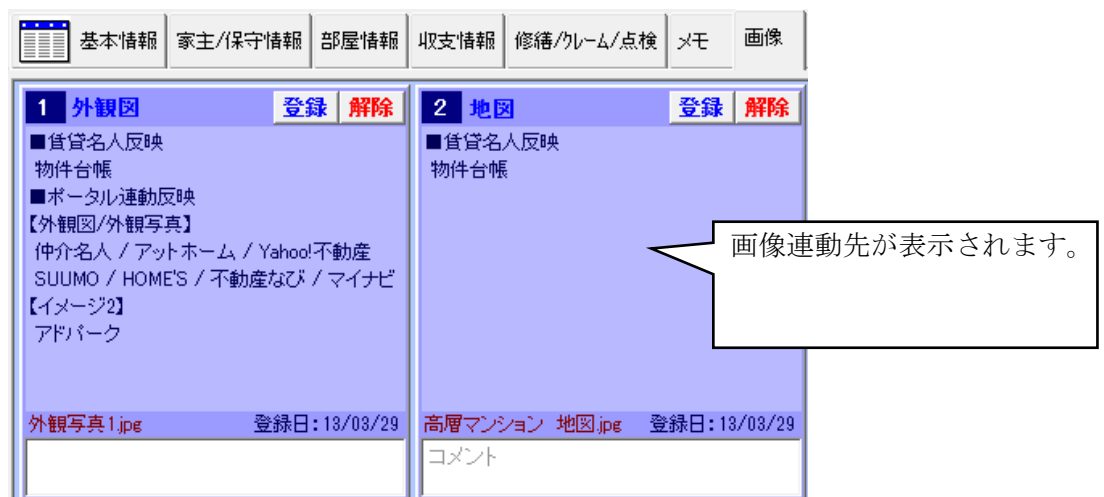 基本情報 家主/保守情報 部屋情報 収支情報 修繕/クレーム/点検 メモ 画像
1 外観図 登録 解除
■賃貸名人反映
物件台帳
■ポータル連動反映
【外観図/外観写真】
仲介名人 / アットホーム / Yahoo!不動産
SUUMO / HOME'S / 不動産なび / マイナビ
【イメージ2】
アドパーク
外観写真1.jpg 登録日:13/03/29
2 地図 登録 解除
■賃貸名人反映
物件台帳
高層マンション 地図.jpg 登録日:13/03/29
コメント
画像連動先が表示されます。